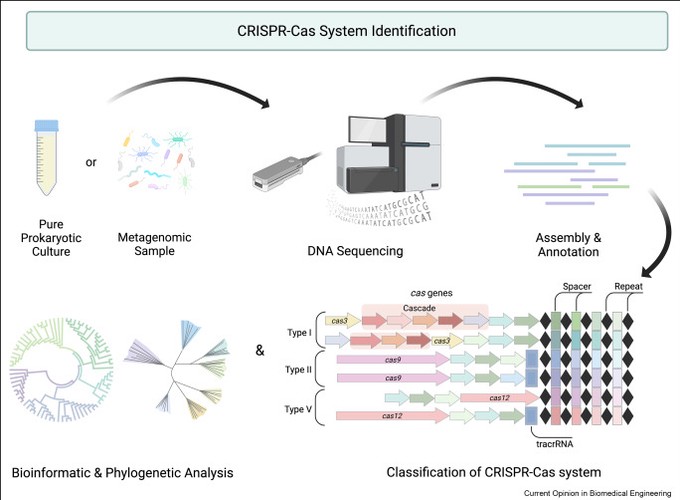 CRISPR-Cas System Identification
or
Pure
Prokaryotic
Culture
Metagenomic
Sample
DNA Sequencing
Assembly &
Annotation
cas genes
Cascade
Spacer
Repeat
Type I
cas3
cas3
Type II
cas9
cas9
Type V
cas12
cas12
tracrRNA
&
Bioinformatic & Phylogenetic Analysis
Classification of CRISPR-Cas system
Current Opinion in Biomedical Engineering